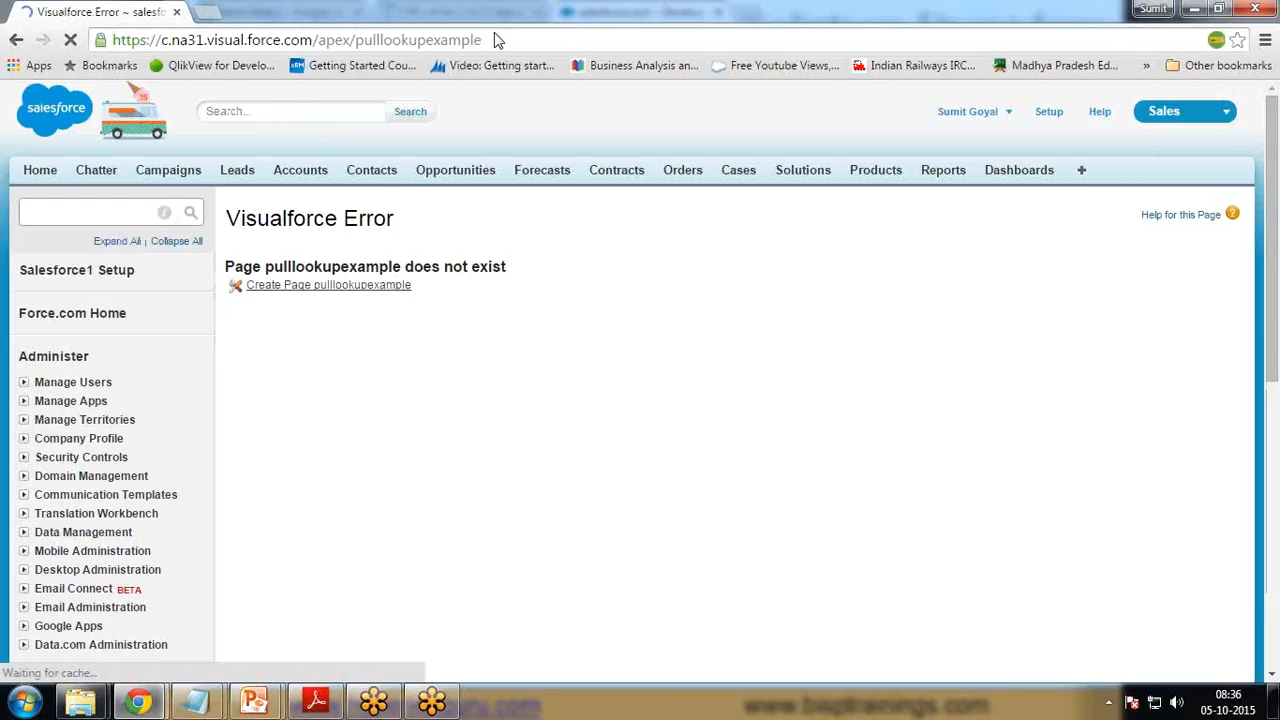 Visualforce Error ~ salesfo
Sumit
https://c.na31.visual.force.com/apex/pulllookupexample
Apps
Bookmarks
QlikView for Develo...
Getting Started Cou...
Video: Getting start...
Business Analysis an...
Free Youtube Views,...
Indian Railways IRC...
Madhya Pradesh Ed...
»
Other bookmarks
salesforce
15
Search...
Search
Sumit Goyal
Setup
Help
Sales
Home
Chatter
Campaigns
Leads
Accounts
Contacts
Opportunities
Forecasts
Contracts
Orders
Cases
Solutions
Products
Reports
Dashboards
Expand All | Collapse All
Salesforce1 Setup
Force.com Home
Administer
Manage Users
Manage Apps
Manage Territories
Company Profile
Security Controls
Domain Management
Communication Templates
Translation Workbench
Data Management
Mobile Administration
Desktop Administration
Email Connect BETA
Email Administration
Google Apps
Data.com Administration
Visualforce Error
Help for this Page
Page pulllookupexample does not exist
Create Page pulllookupexample
Waiting for cache...
www.bisptrainings.com
08:36
05-10-2015